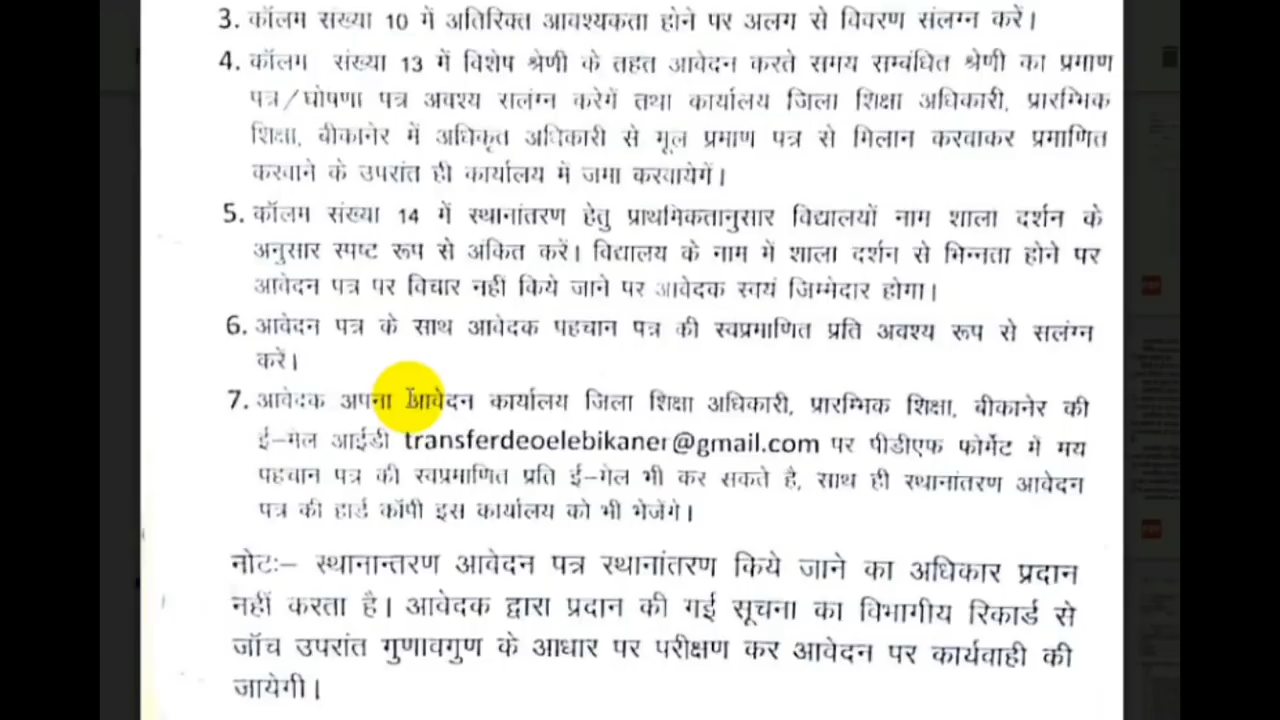 3. कॉलम संख्या 10 में अतिरिक्त आवश्यकता होने पर अलग से विवरण संलग्न करें।
4. कॉलम संख्या 13 में विशेष श्रेणी के तहत आवेदन करते समय सम्बंधित श्रेणी का प्रमाण
पत्र/घोषणा पत्र अवश्य सलंग्न करेगें तथा कार्यालय जिला शिक्षा अधिकारी, प्रारम्भिक
शिक्षा, बीकानेर में अधिकृत अधिकारी से मूल प्रमाण पत्र से मिलान करवाकर प्रमाणित
करवाने के उपरांत ही कार्यालय में जमा करवायेगें।
5. कॉलम संख्या 14 में स्थानांतरण हेतु प्राथमिकतानुसार विद्यालयों नाम शाला दर्शन के
अनुसार स्पष्ट रूप से अंकित करें। विद्यालय के नाम में शाला दर्शन से भिन्नता होने पर
आवेदन पत्र पर विचार नहीं किये जाने पर आवेदक स्वयं जिम्मेदार होगा।
6. आवेदन पत्र के साथ आवेदक पहचान पत्र की स्वप्रमाणित प्रति अवश्य रूप से सलंग्न
करें।
7. आवेदक अपना आवेदन कार्यालय जिला शिक्षा अधिकारी, प्रारम्भिक शिक्षा, बीकानेर की
ई-मेल आईडी transferdeoelebikaner@gmail.com पर पीडीएफ फोर्मेट में मय
पहचान पत्र की स्वप्रमाणित प्रति ई-मेल भी कर सकते है, साथ ही स्थानांतरण आवेदन
पत्र की हार्ड कॉपी इस कार्यालय को भी भेजेंगे।
नोटः– स्थानान्तरण आवेदन पत्र स्थानांतरण किये जाने का अधिकार प्रदान
नहीं करता है। आवेदक द्वारा प्रदान की गई सूचना का विभागीय रिकार्ड से
जॉच उपरांत गुणावगुण के आधार पर परीक्षण कर आवेदन पर कार्यवाही की
जायेगी।